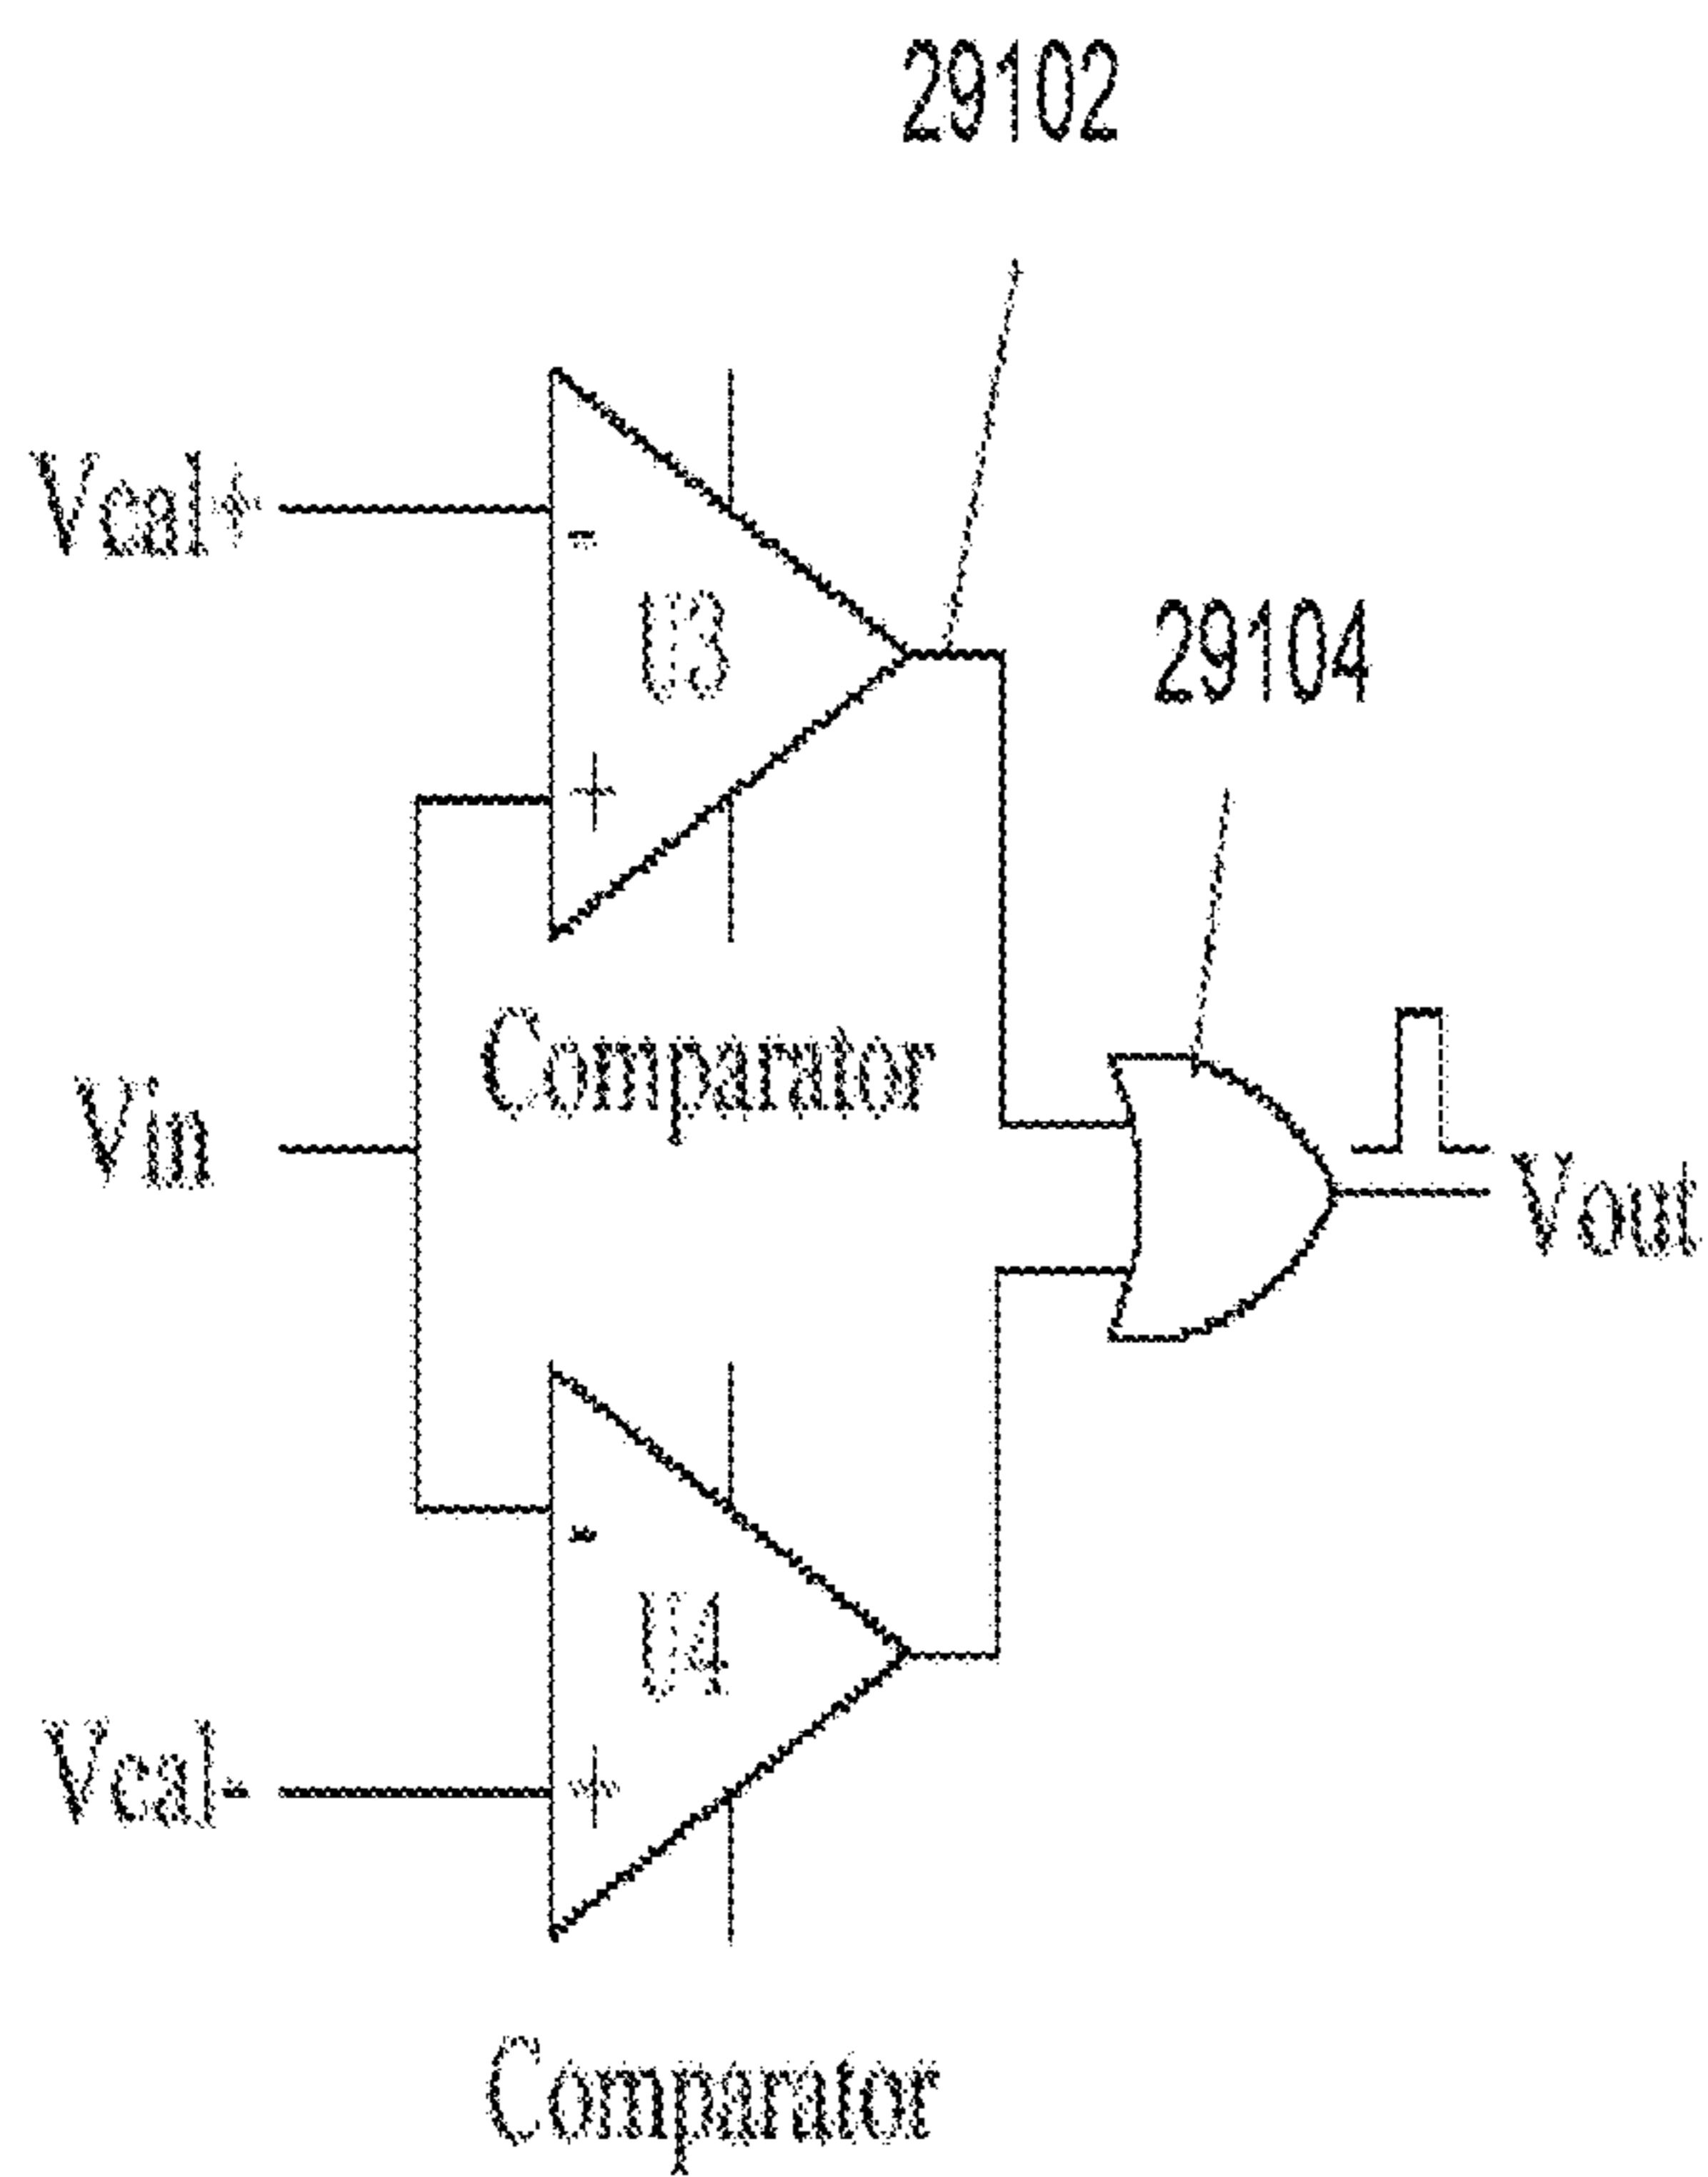 29102
Vcal+
-
U3
29104
+
Comparator
Vin
Vout
-
U4
Vcal-
+
Comparator